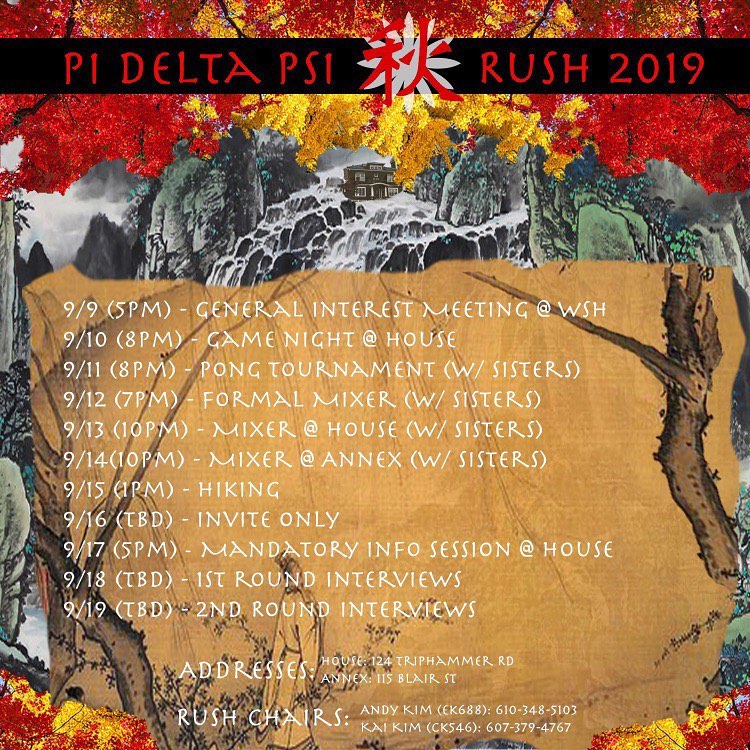 PI DELTA PSI 秋 RUSH 2019
9/9 (5PM) - GENERAL INTEREST MEETING @ WSH
9/10 (8PM) - GAME NIGHT @ HOUSE
9/11 (8PM) - PONG TOURNAMENT (W/ SISTERS)
9/12 (7PM) - FORMAL MIXER (W/ SISTERS)
9/13 (10PM) - MIXER @ HOUSE (W/ SISTERS)
9/14(10PM) - MIXER @ ANNEX (W/ SISTERS)
9/15 (1PM) - HIKING
9/16 (TBD) - INVITE ONLY
9/17 (5PM) - MANDATORY INFO SESSION @ HOUSE
9/18 (TBD) - 1ST ROUND INTERVIEWS
9/19 (TBD) - 2ND ROUND INTERVIEWS
ADDRESSES: HOUSE: 124 TRIPHAMMER RD
ANNEX: 115 BLAIR ST
RUSH CHAIRS: ANDY KIM (EK688): 610-348-5103
KAI KIM (CK546): 607-379-4767